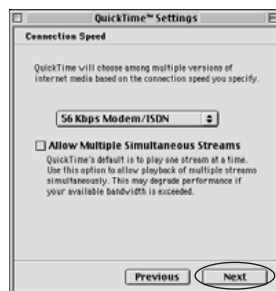 QuickTime™ Settings
Connection Speed
QuickTime will choose among multiple versions of
internet media based on the connection speed you specify.
56 Kbps Modem/ISDN
Allow Multiple Simultaneous Streams
QuickTime's default is to play one stream at a time.
Use this option to allow playback of multiple streams
simultaneously. This may degrade performance if
your available bandwidth is exceeded.
Previous Next